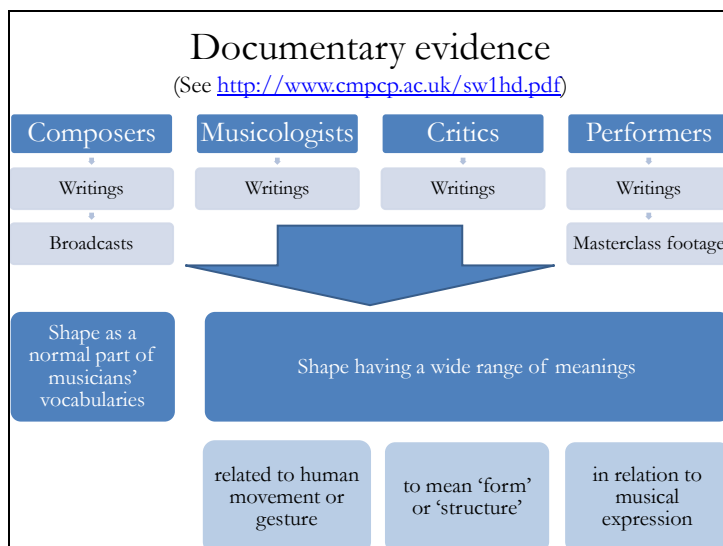 Documentary evidence
(See http://www.cmpcp.ac.uk/sw1hd.pdf)
Composers
Musicologists
Critics
Performers
Writings
Writings
Writings
Writings
Broadcasts
Masterclass footage
Shape as a
normal part of
musicians'
vocabularies
Shape having a wide range of meanings
related to human
movement or
gesture
to mean ‘form’
or ‘structure’
in relation to
musical
expression